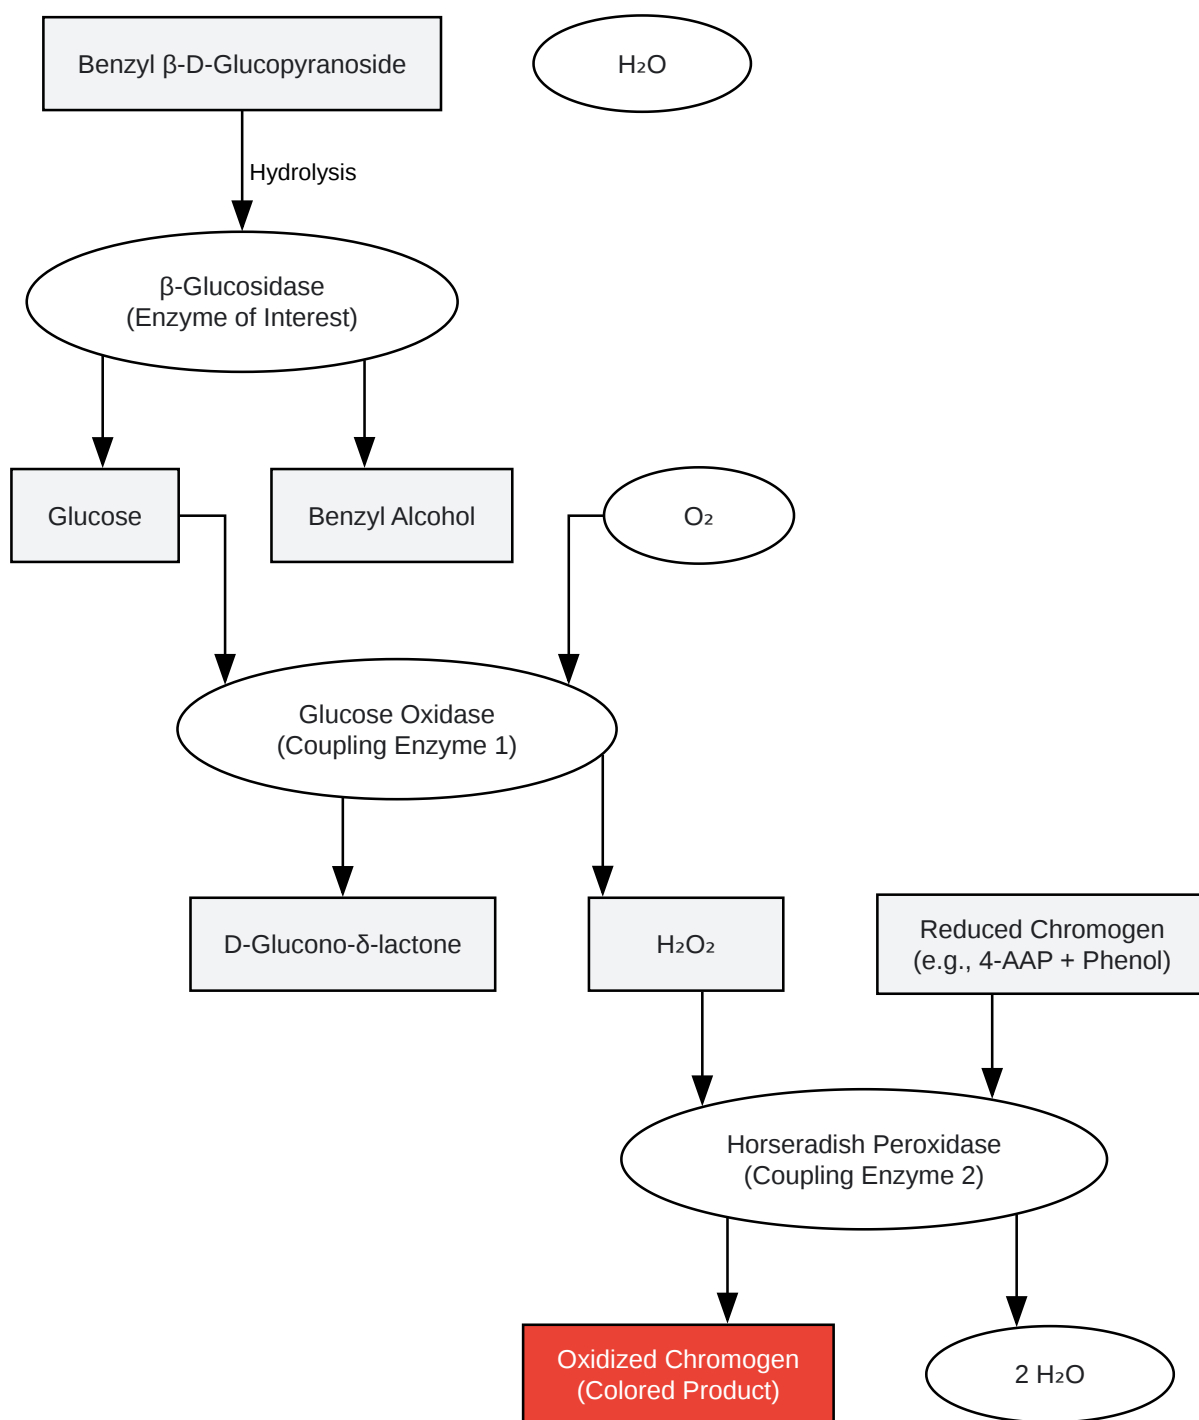 Benzyl β-D-Glucopyranoside
H₂O
Hydrolysis
β-Glucosidase
(Enzyme of Interest)
Glucose
Benzyl Alcohol
O₂
Glucose Oxidase
(Coupling Enzyme 1)
D-Glucono-δ-lactone
H₂O₂
Reduced Chromogen
(e.g., 4-AAP + Phenol)
Horseradish Peroxidase
(Coupling Enzyme 2)
Oxidized Chromogen
(Colored Product)
2 H₂O